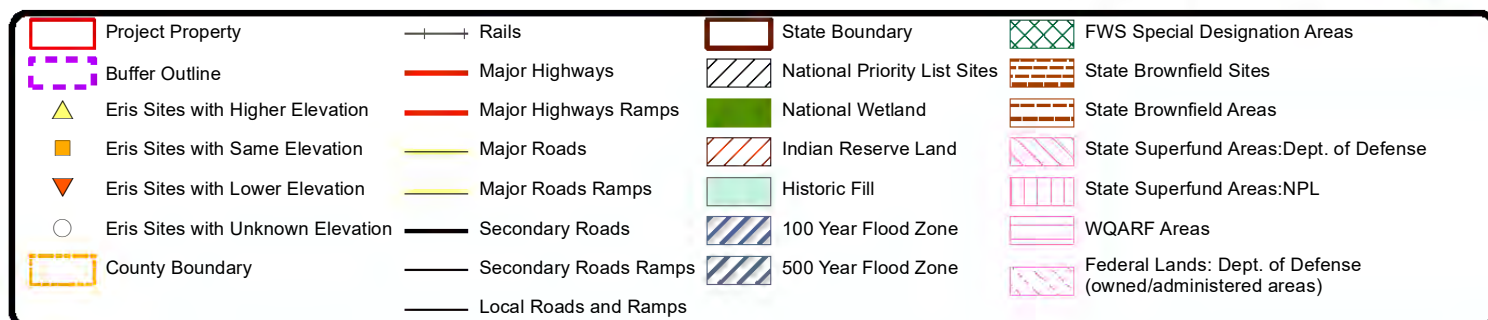 Project Property
Buffer Outline
Eris Sites with Higher Elevation
Eris Sites with Same Elevation
Eris Sites with Lower Elevation
Eris Sites with Unknown Elevation
County Boundary
Rails
Major Highways
Major Highways Ramps
Major Roads
Major Roads Ramps
Secondary Roads
Secondary Roads Ramps
Local Roads and Ramps
State Boundary
National Priority List Sites
National Wetland
Indian Reserve Land
Historic Fill
100 Year Flood Zone
500 Year Flood Zone
FWS Special Designation Areas
State Brownfield Sites
State Brownfield Areas
State Superfund Areas:Dept. of Defense
State Superfund Areas:NPL
WQARF Areas
Federal Lands: Dept. of Defense
(owned/administered areas)